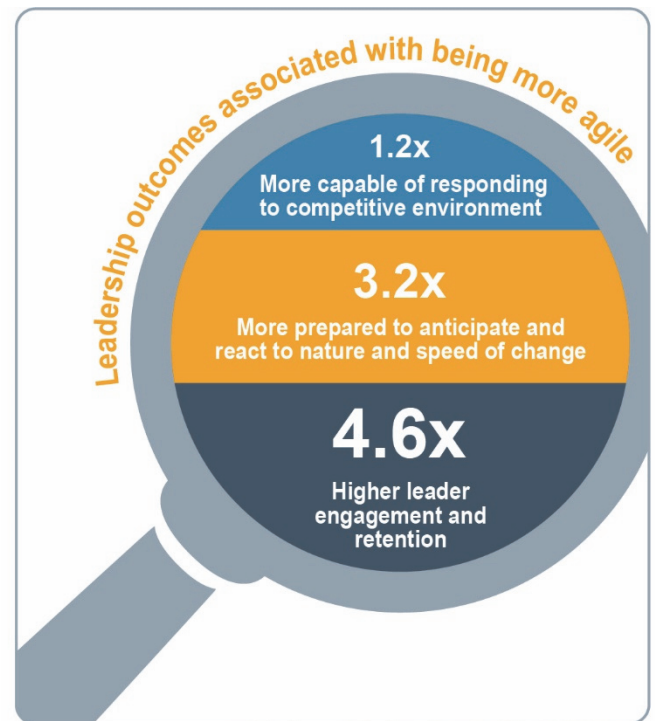 Leadership outcomes associated with being more agile
1.2x
More capable of responding
to competitive environment
3.2x
More prepared to anticipate and
react to nature and speed of change
4.6x
Higher leader
engagement and
retention